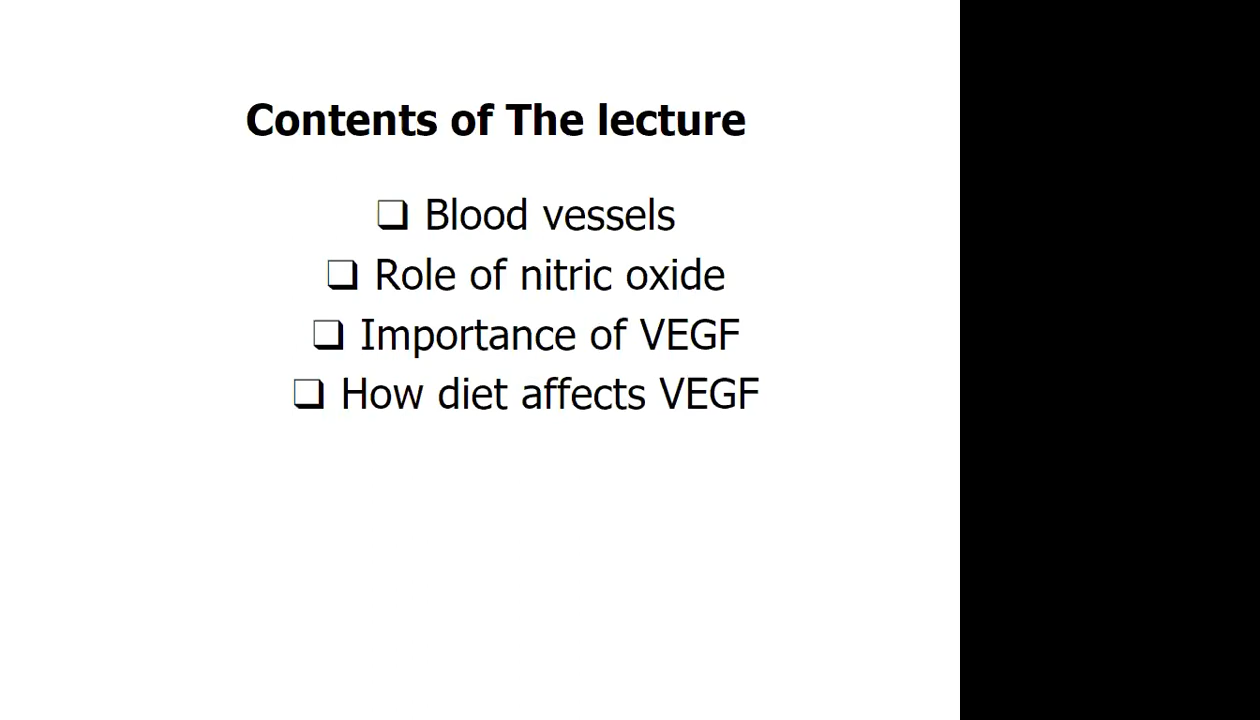 Contents of The lecture
❑ Blood vessels
❑ Role of nitric oxide
❑ Importance of VEGF
❑ How diet affects VEGF